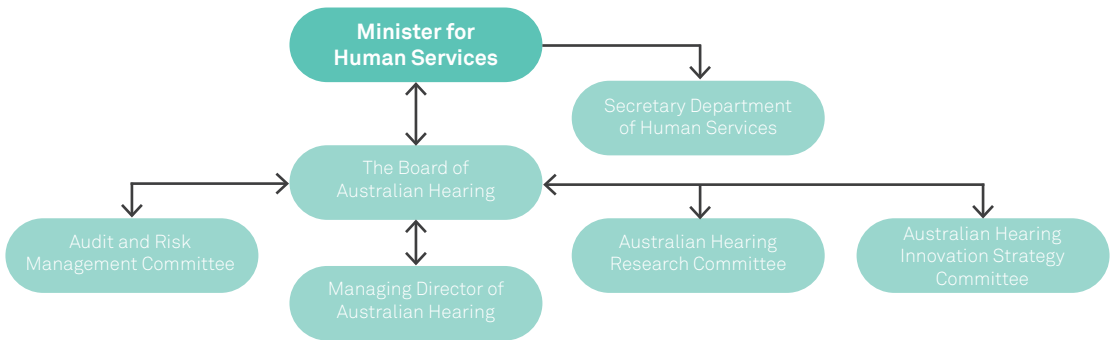 Minister for
Human Services
Secretary Department
of Human Services
The Board of
Australian Hearing
Audit and Risk
Management Committee
Australian Hearing
Research Committee
Australian Hearing
Innovation Strategy
Committee
Managing Director of
Australian Hearing